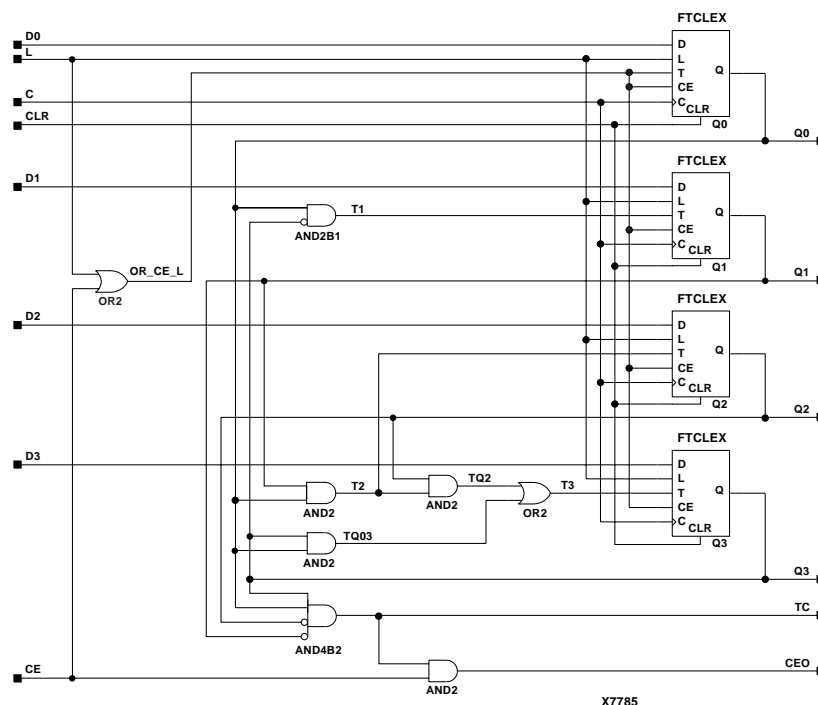 FTCLEX
D0
L
D
L
T
CE
C
CLR
Q
C
CLR
Q0
Q0
FTCLEX
D1
D
L
T
CE
C
CLR
Q
T1
AND2B1
Q1
Q1
OR_CE_L
OR2
FTCLEX
D2
D
L
T
CE
C
CLR
Q
Q2
Q2
FTCLEX
D3
D
L
T
CE
C
CLR
Q
T2
AND2
TQ2
AND2
T3
OR2
TQ03
AND2
Q3
Q3
TC
AND4B2
CE
CEO
AND2
X7785